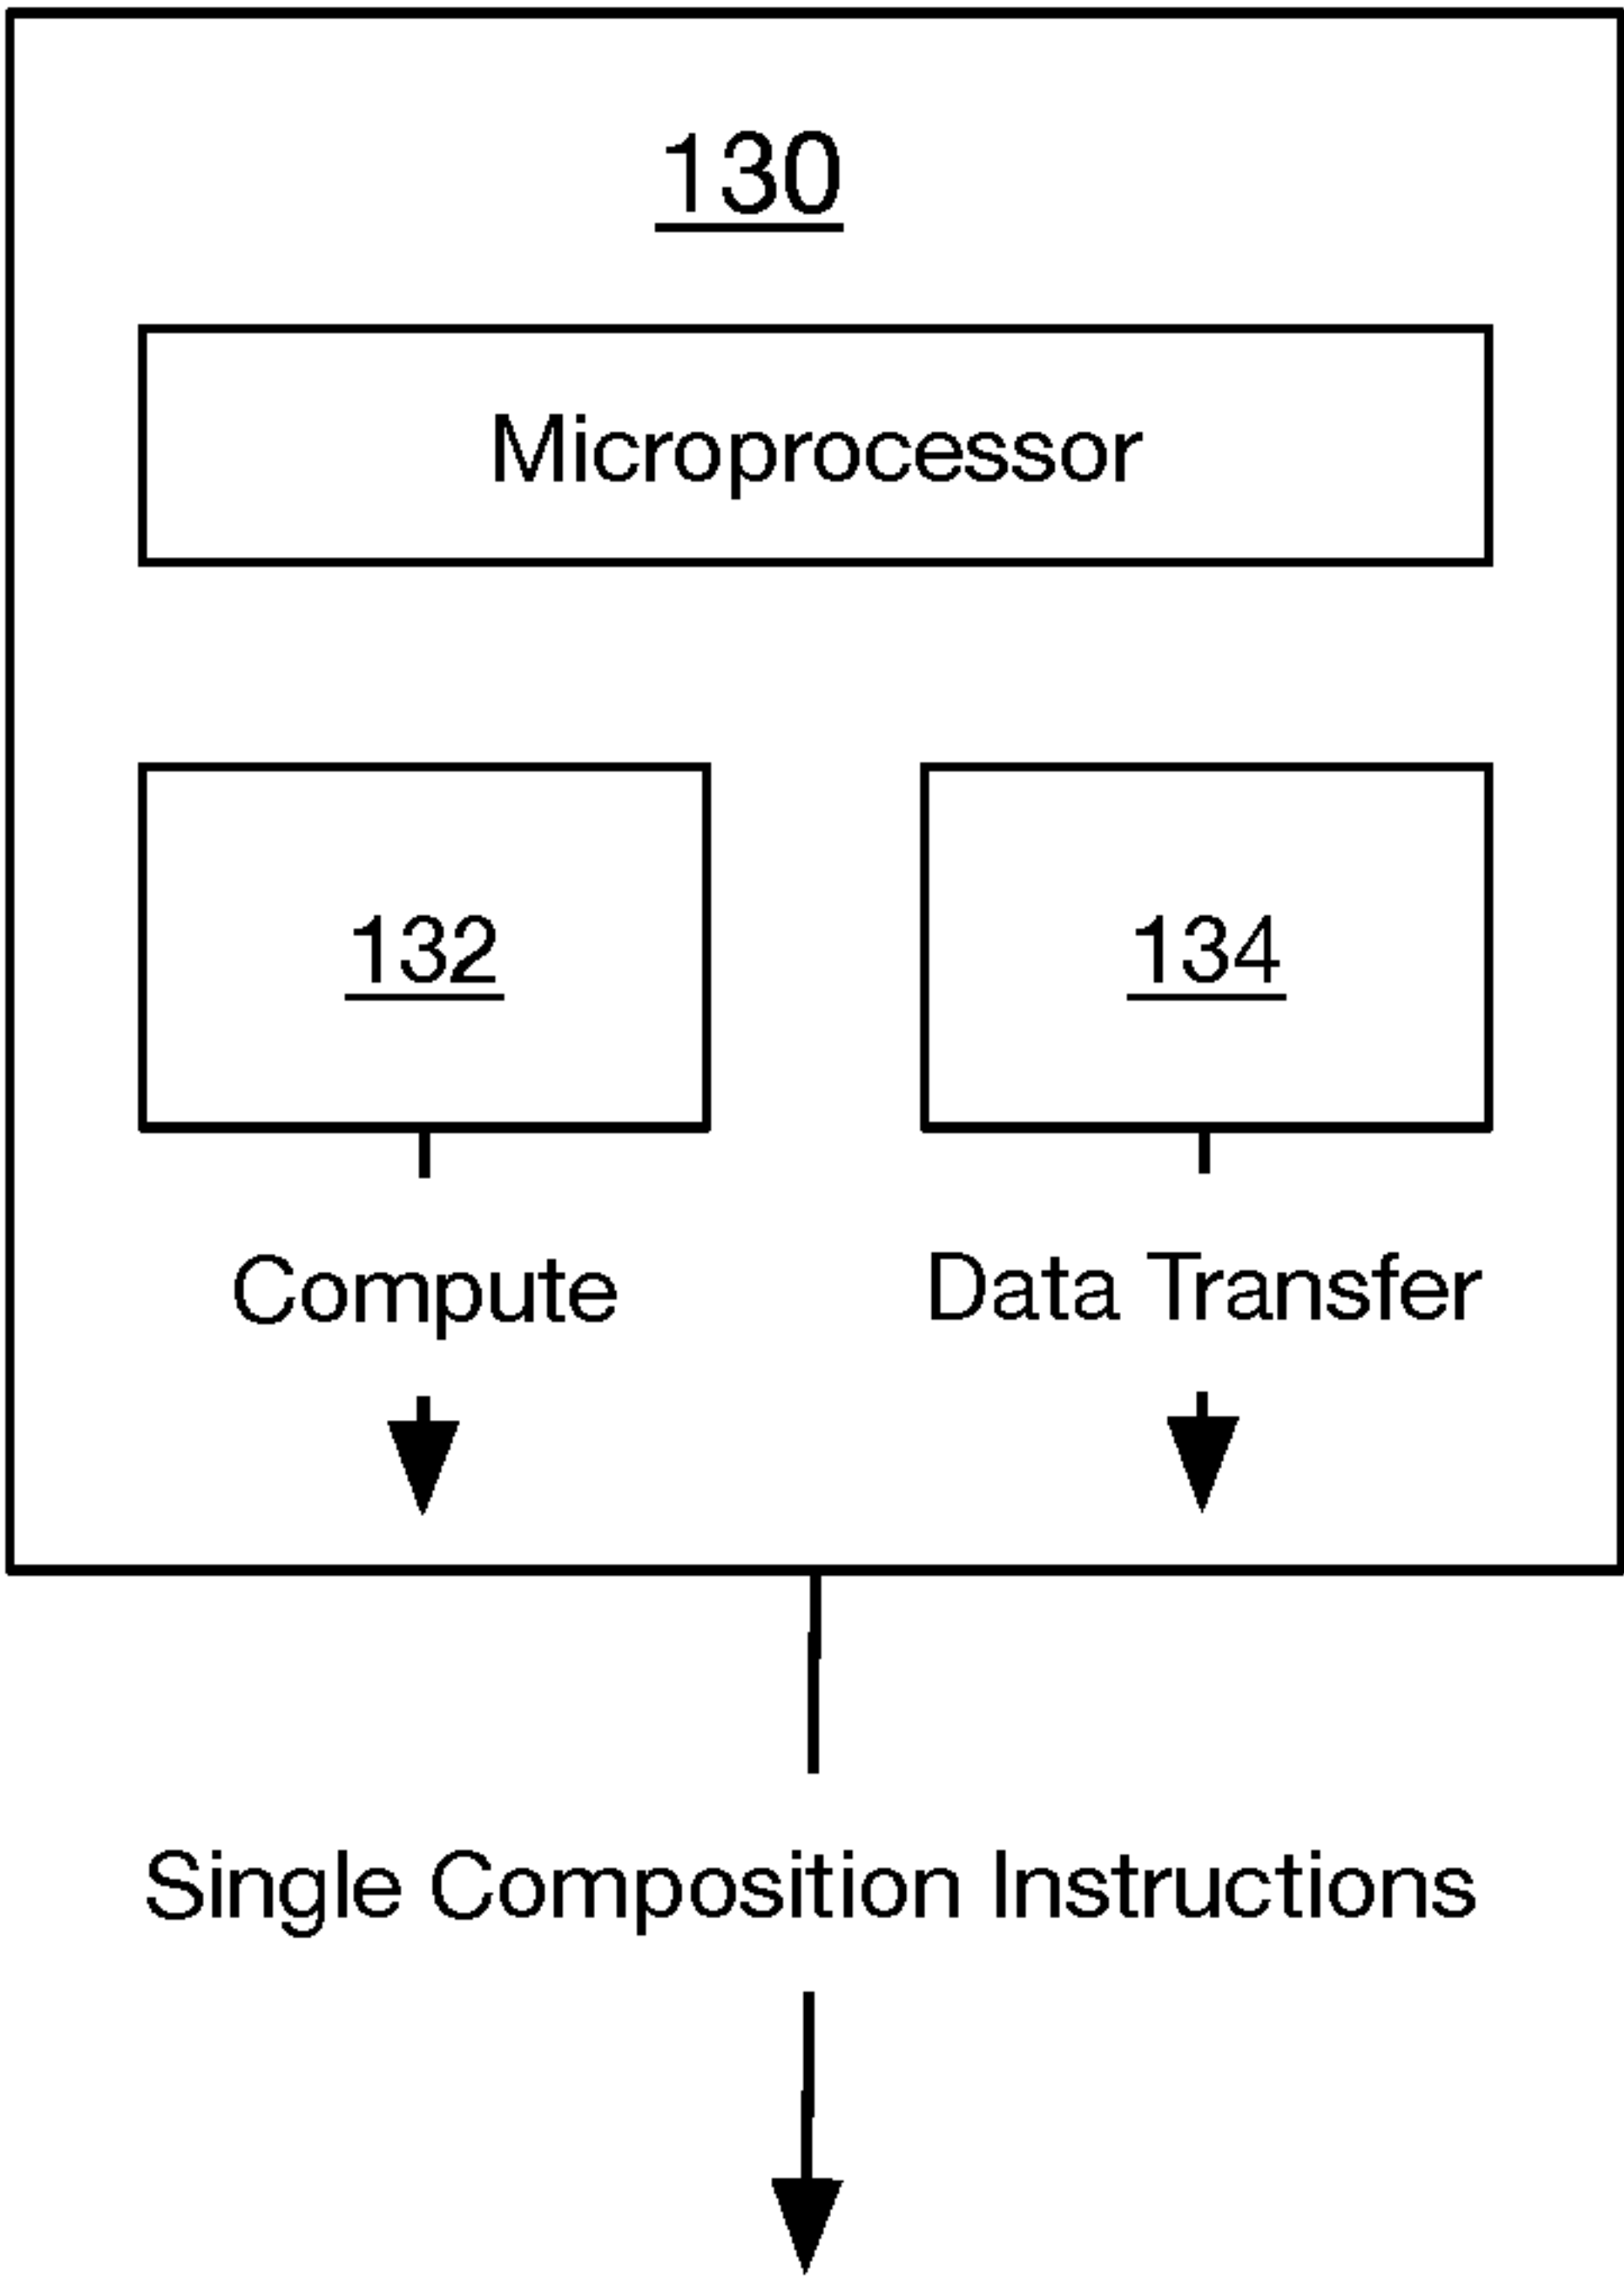 130
Microprocessor
132
134
Compute
Data Transfer
Single Composition Instructions